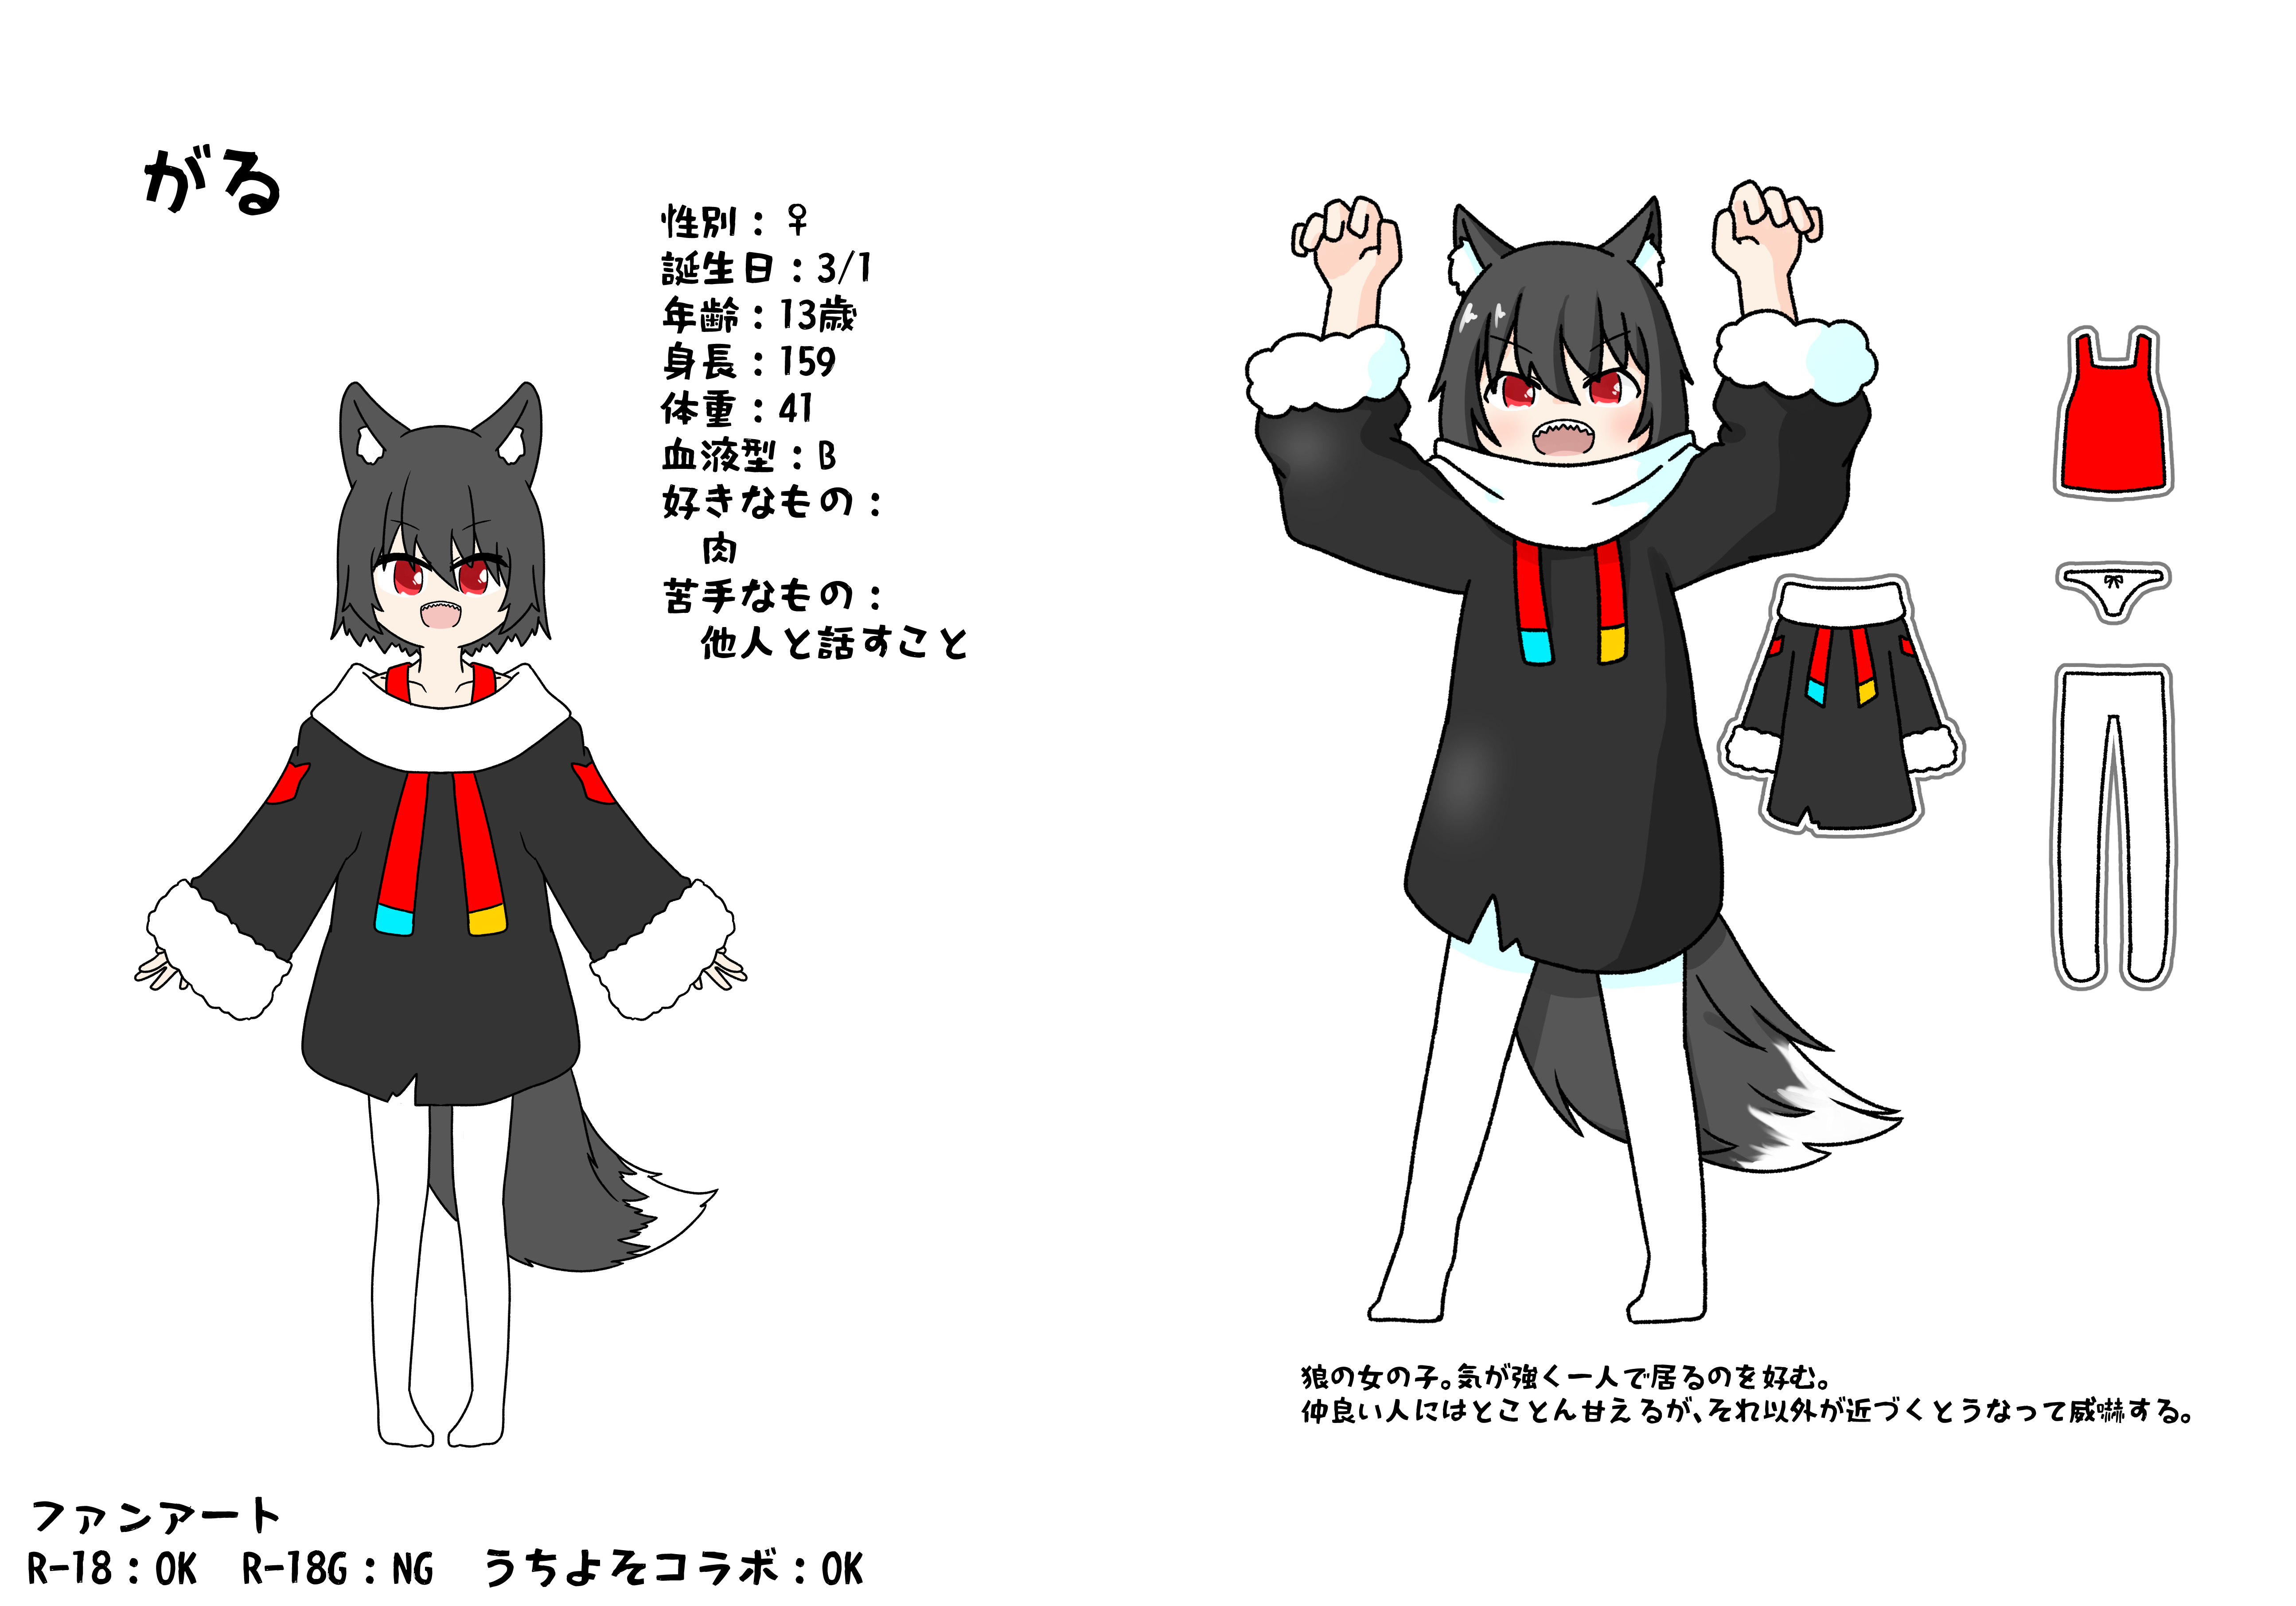 がる
性別：♀
誕生日：3/1
年齢：13歳
身長：159
体重：41
血液型：B
好きなもの：
肉
苦手なもの：
他人と話すこと
狼の女の子。気が強く一人で居るのを好む。
仲良い人にはとことん甘えるが、それ以外が近づくとうなって威嚇する。
ファンアート
R-18：OK　R-18G：NG　うちよそコラボ：OK